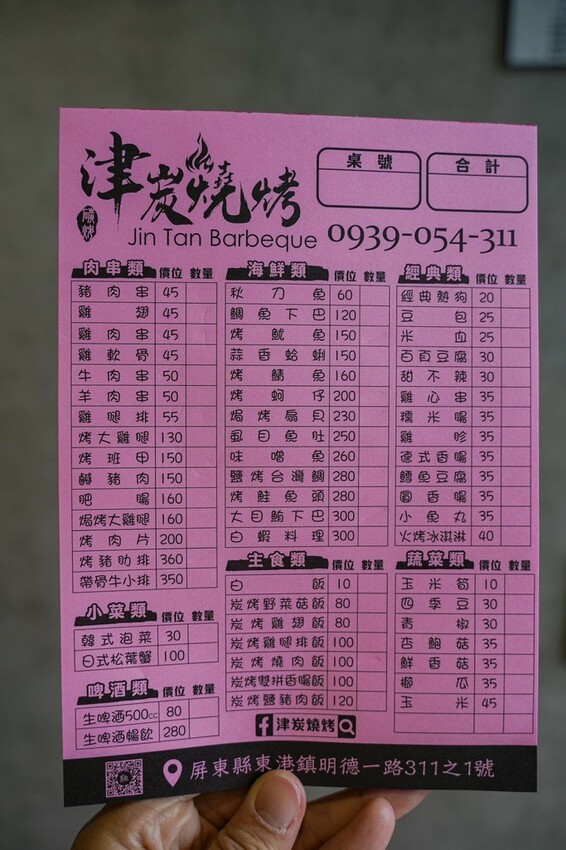 津炭燒烤
碳烤
Jin Tan Barbeque
桌號
合計
0939-054-311
肉串類 價位 數量
豬肉串 45
雞翅 45
雞肉串 45
雞軟骨 45
牛肉串 50
羊肉串 50
雞腿排 55
烤大雞腿 130
烤班甲 150
鹹豬肉 150
肥腸 160
焗烤大雞腿 160
烤肉片 200
烤豬肋排 360
帶骨牛小排 350
小菜類 價位 數量
韓式泡菜 30
日式松葉蟹 100
啤酒類 價位 數量
生啤酒500cc 80
生啤酒暢飲 280
海鮮類 價位 數量
秋刀魚 60
鯛魚下巴 120
烤魷魚 150
蒜香蛤蜊 150
烤鯖魚 160
烤蚵仔 200
焗烤扇貝 230
虱目魚肚 250
味噌魚 260
鹽烤台灣鯛 280
烤鮭魚頭 280
大目鮪下巴 300
白蝦料理 300
主食類 價位 數量
白飯 10
炭烤野菜菇飯 80
炭烤雞翅飯 80
炭烤雞腿排飯 100
炭烤燒肉飯 100
炭烤雙拼香腸飯 100
炭烤鹽豬肉飯 120
f 津炭燒烤
經典類 價位 數量
經典熱狗 20
豆包 25
米血 25
百頁豆腐 30
甜不辣 30
雞心串 35
糯米腸 35
雞胗 35
德式香腸 35
鱈魚豆腐 35
圓香腸 35
小魚丸 35
火烤冰淇淋 40
蔬菜類 價位 數量
玉米筍 10
四季豆 30
青椒 30
杏鮑菇 35
鮮香菇 35
櫛瓜 35
玉米 45
屏東縣東港鎮明德一路311之1號